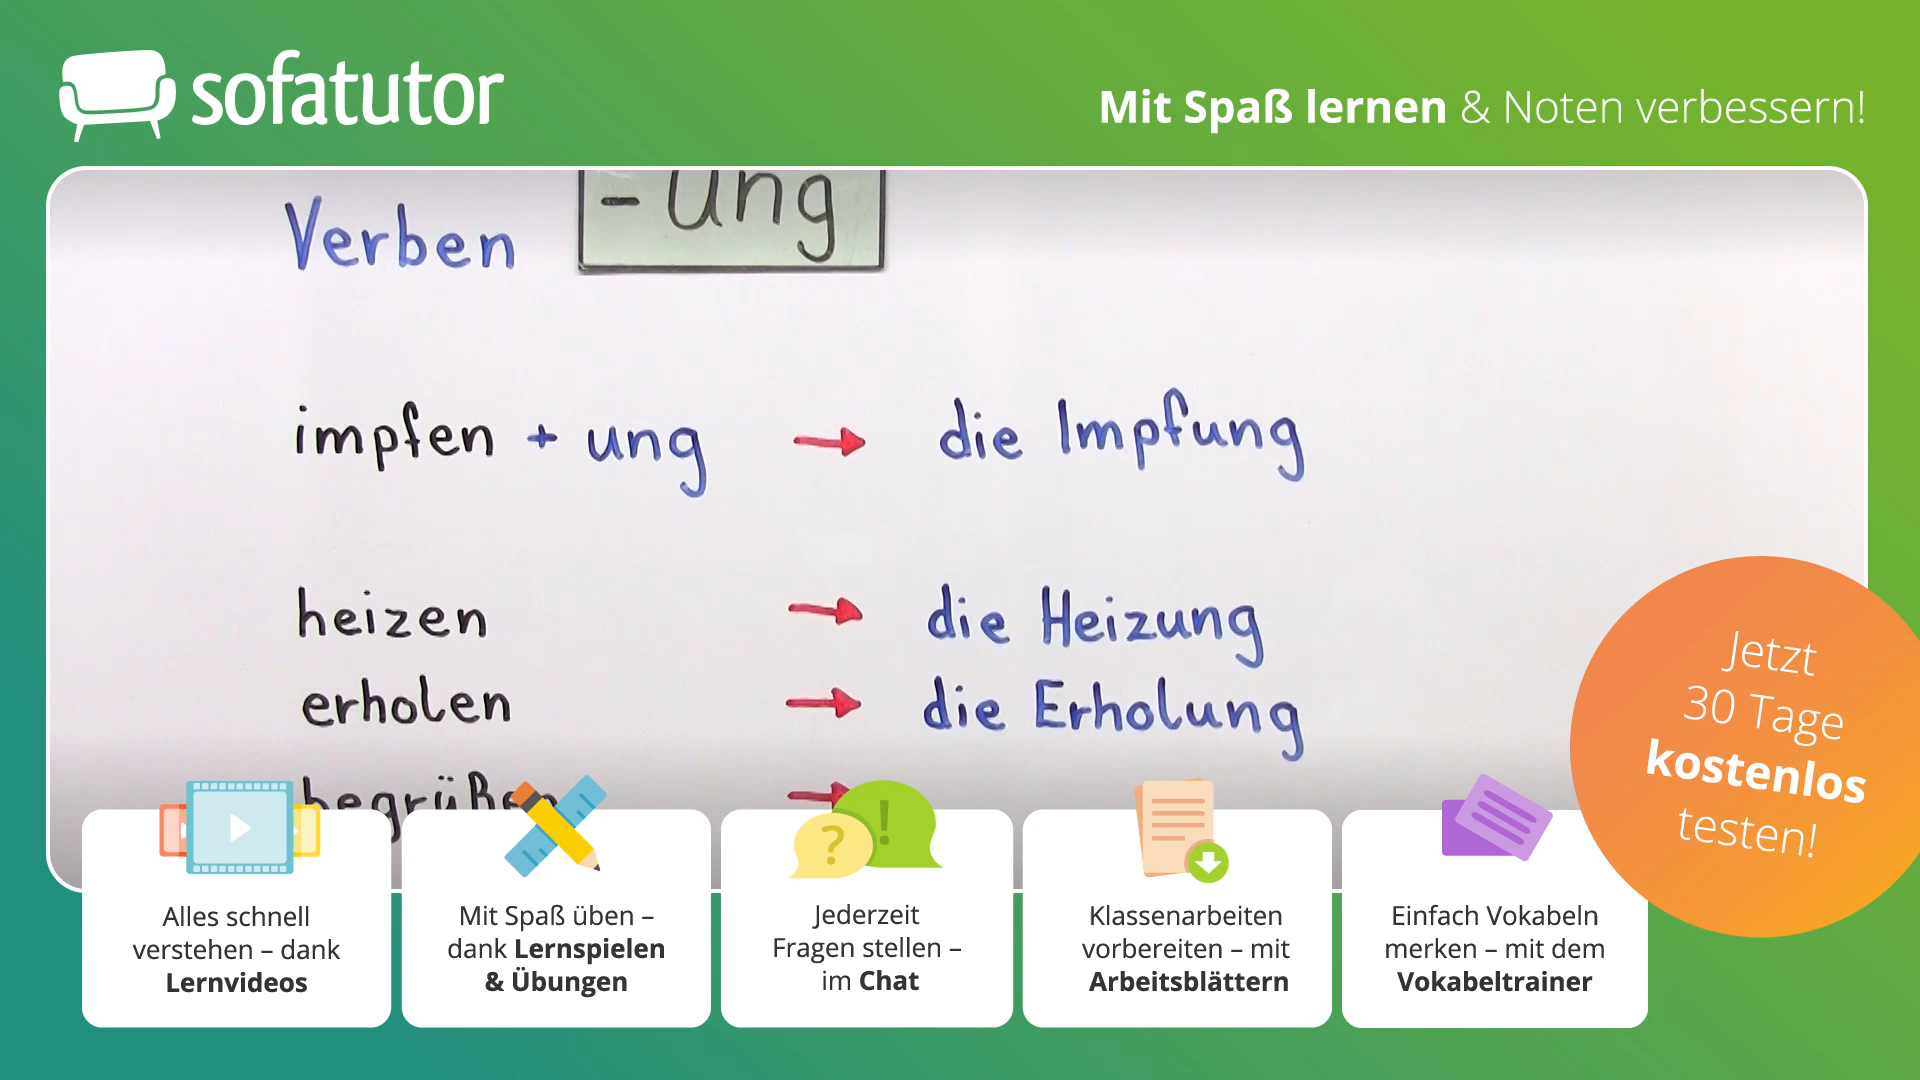 sofatutor
Mit Spaß lernen & Noten verbessern!
Verben
- ung
impfen + ung → die Impfung
heizen → die Heizung
erholen → die Erholung
begrüßen →
Jetzt
30 Tage
kostenlos
testen!
Alles schnell
verstehen – dank
Lernvideos
Mit Spaß üben –
dank Lernspielen
& Übungen
?
!
Jederzeit
Fragen stellen –
im Chat
Klassenarbeiten
vorbereiten – mit
Arbeitsblättern
Einfach Vokabeln
merken – mit dem
Vokabeltrainer